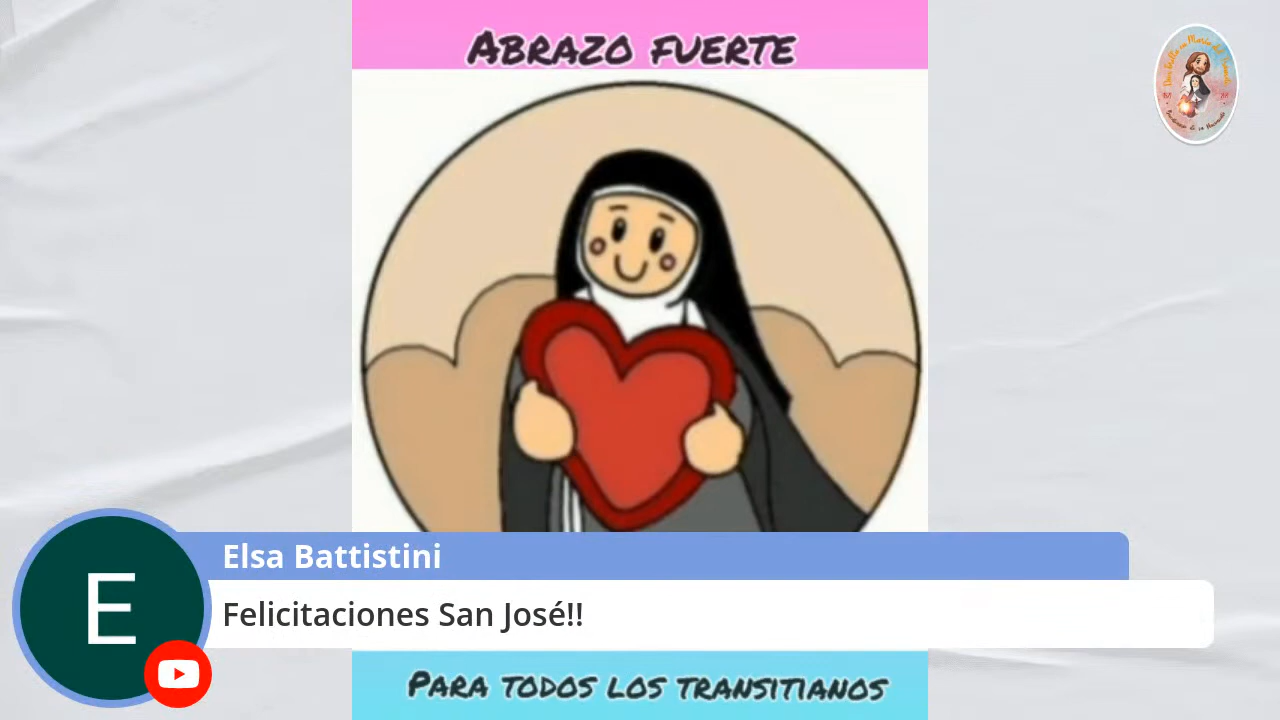 ABRAZO FUERTE
Elsa Battistini
E
Felicitaciones San José!!
PARA TODOS LOS TRANSITIANOS